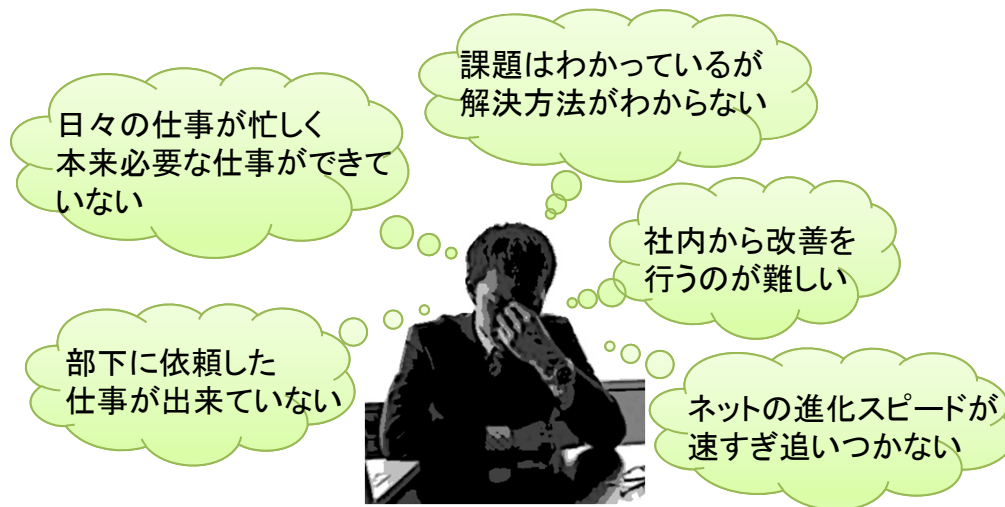 課題はわかっているが
解決方法がわからない
日々の仕事が忙しく
本来必要な仕事ができて
いない
社内から改善を
行うのが難しい
部下に依頼した
仕事が出来ていない
ネットの進化スピードが
速すぎ追いつかない